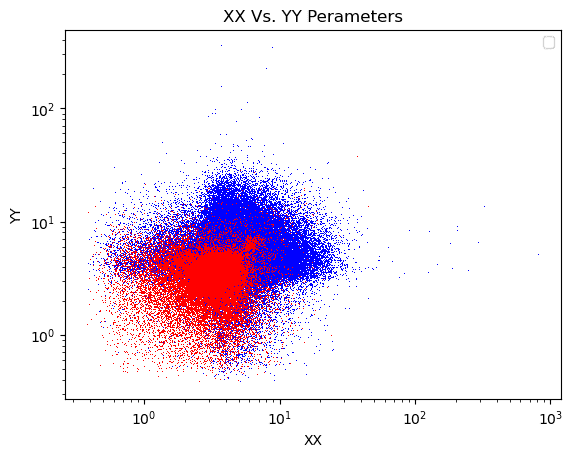 XX Vs. YY Perameters
YY
10²
10¹
10⁰
10⁰ 10¹ 10² 10³
XX